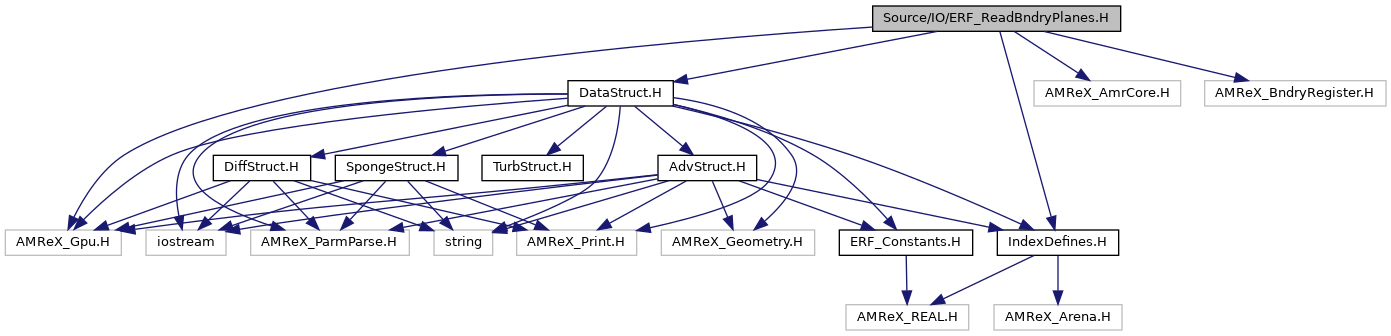 Source/IO/ERF_ReadBndryPlanes.H
DataStruct.H
AMReX_AmrCore.H
AMReX_BndryRegister.H
DiffStruct.H
SpongeStruct.H
TurbStruct.H
AdvStruct.H
AMReX_Gpu.H
iostream
AMReX_ParmParse.H
string
AMReX_Print.H
AMReX_Geometry.H
ERF_Constants.H
IndexDefines.H
AMReX_REAL.H
AMReX_Arena.H